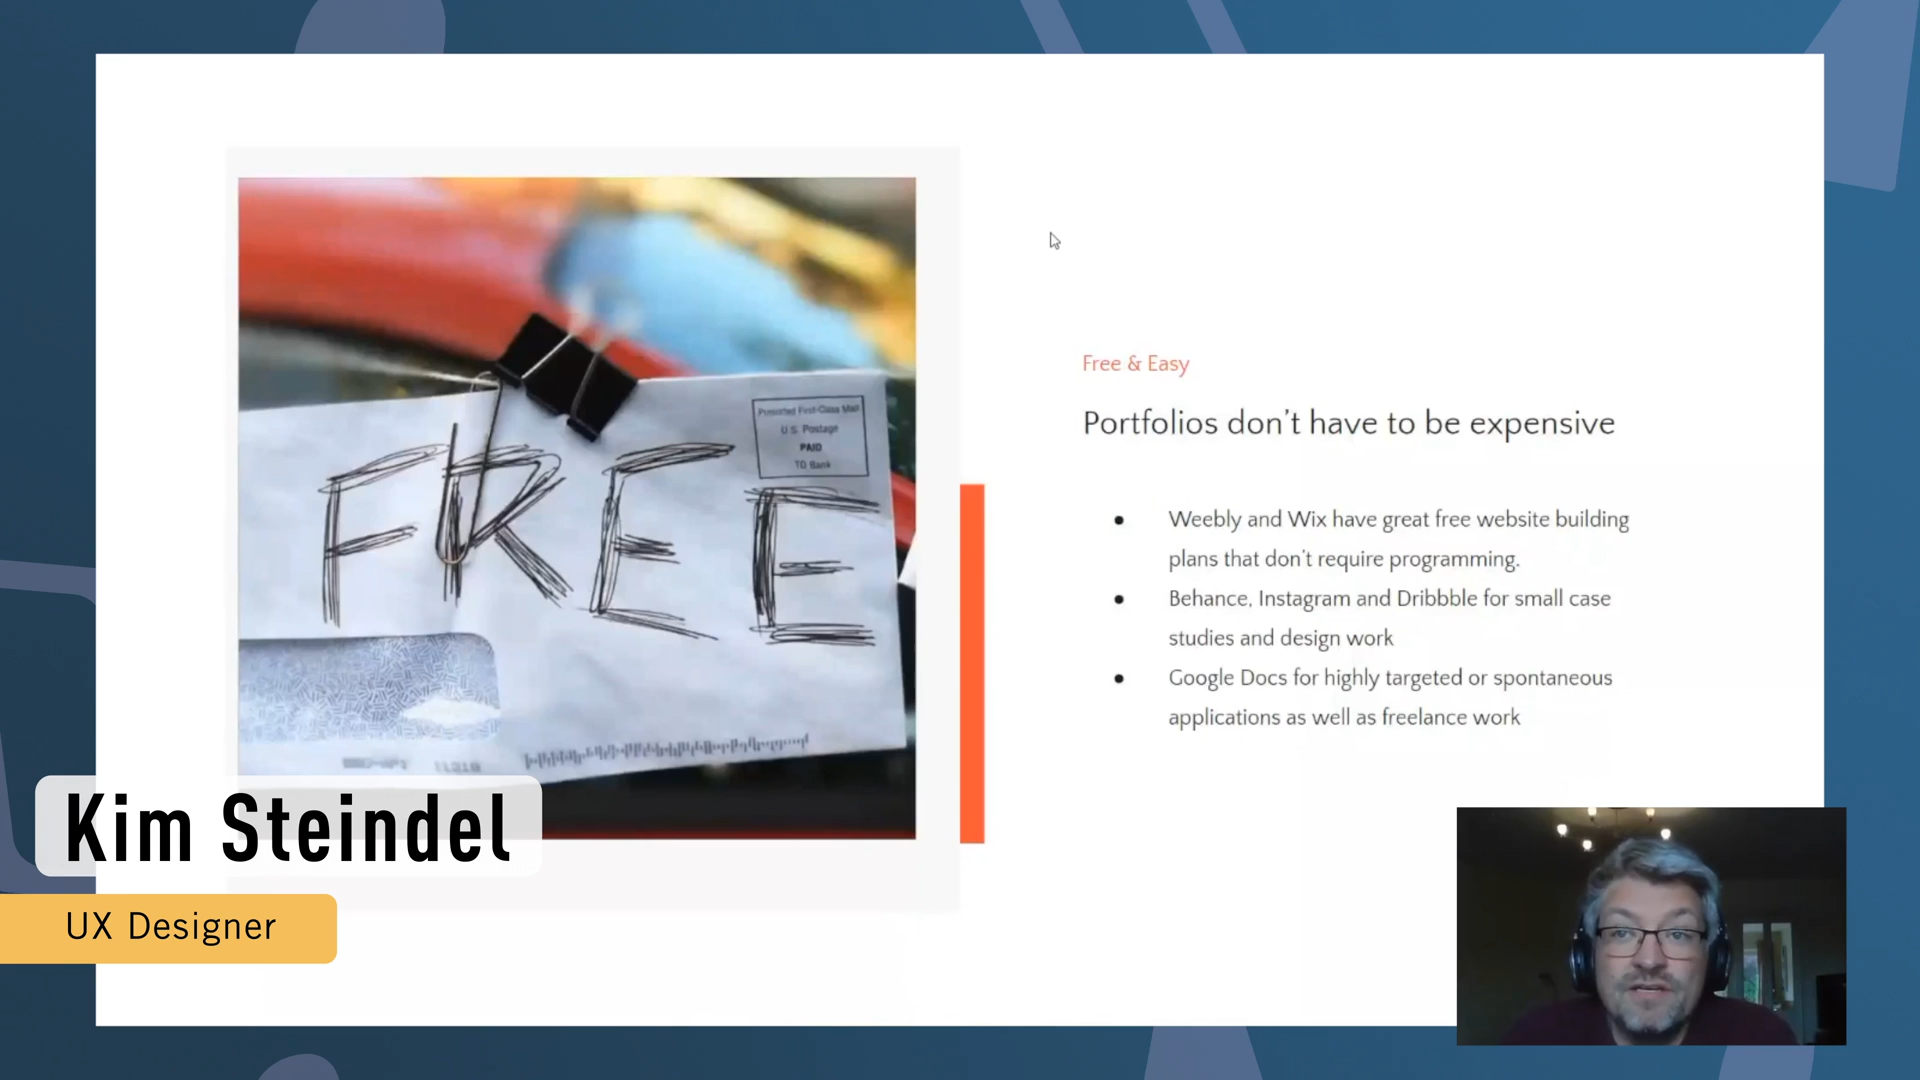 Free & Easy
Portfolios don't have to be expensive
● Weebly and Wix have great free website building
plans that don't require programming.
● Behance, Instagram and Dribbble for small case
studies and design work
● Google Docs for highly targeted or spontaneous
applications as well as freelance work
Presorted First-Class Mail
U.S. Postage
PAID
TD Bank
FREE
Kim Steindel
UX Designer